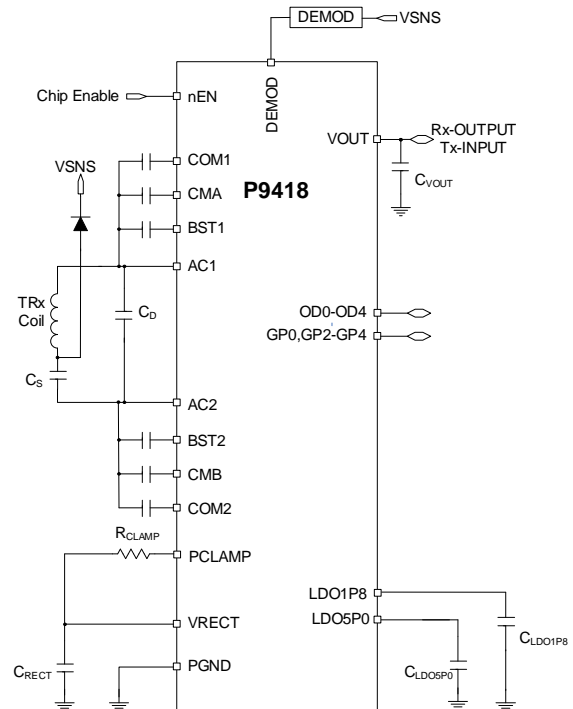 DEMOD
VSNS
Chip Enable
nEN
DEMOD
VOUT
Rx-OUTPUT
Tx-INPUT
CVOUT
VSNS
COM1
CMA
P9418
BST1
AC1
TRx
Coil
CD
OD0-OD4
GP0,GP2-GP4
CS
AC2
BST2
CMB
COM2
RCLAMP
PCLAMP
LDO1P8
VRECT
LDO5P0
CLDO1P8
CRECT
PGND
CLDO5P0